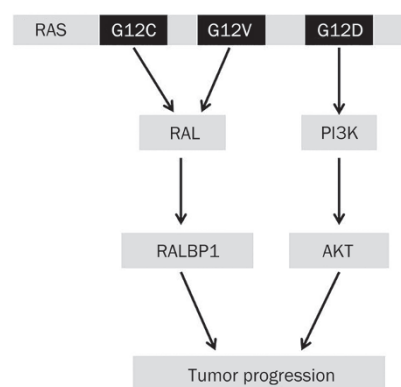 RAS G12C G12V G12D
RAL PI3K
RALBP1 AKT
Tumor progression